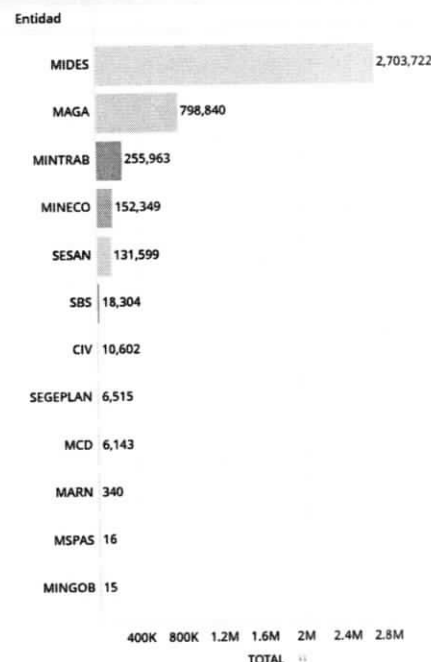 Entidad
MIDES 2,703,722
MAGA 798,840
MINTRAB 255,963
MINECO 152,349
SESAN 131,599
SBS 18,304
CIV 10,602
SEGEPLAN 6,515
MCD 6,143
MARN 340
MSPAS 16
MINGOB 15
400K 800K 1.2M 1.6M 2M 2.4M 2.8M
TOTAL